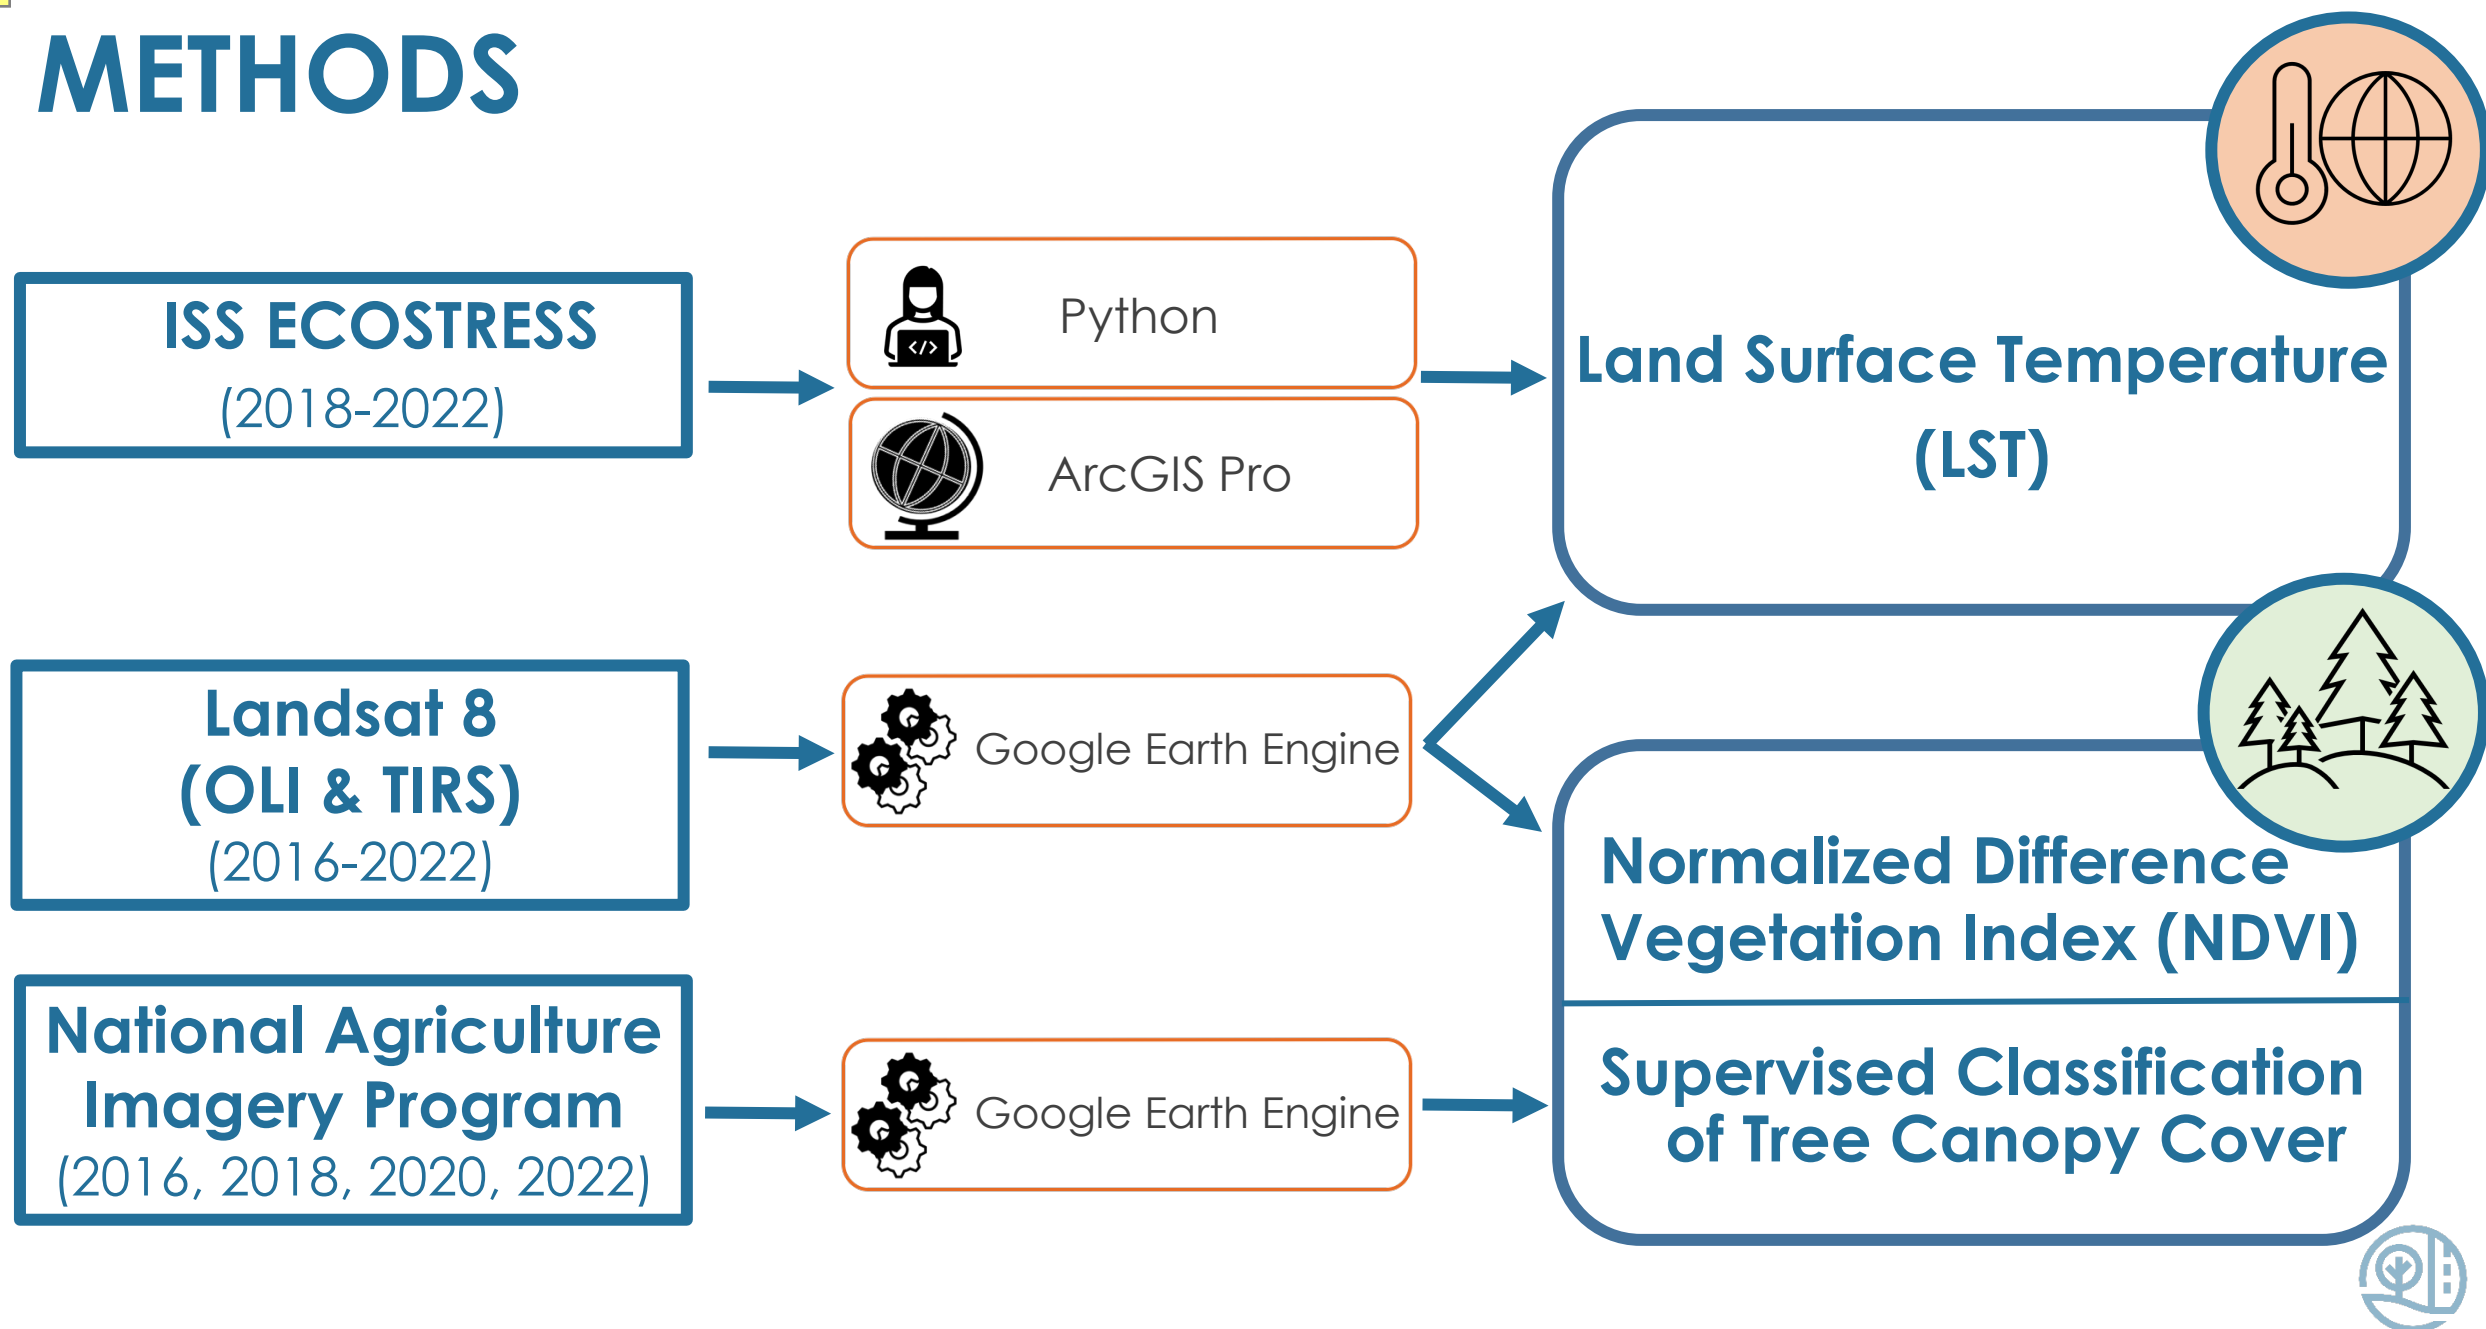 METHODS
ISS ECOSTRESS
(2018-2022)
Python
</>
ArcGIS Pro
Land Surface Temperature
(LST)
Landsat 8
(OLI & TIRS)
(2016-2022)
Google Earth Engine
Normalized Difference
Vegetation Index (NDVI)
National Agriculture
Imagery Program
(2016, 2018, 2020, 2022)
Google Earth Engine
Supervised Classification
of Tree Canopy Cover